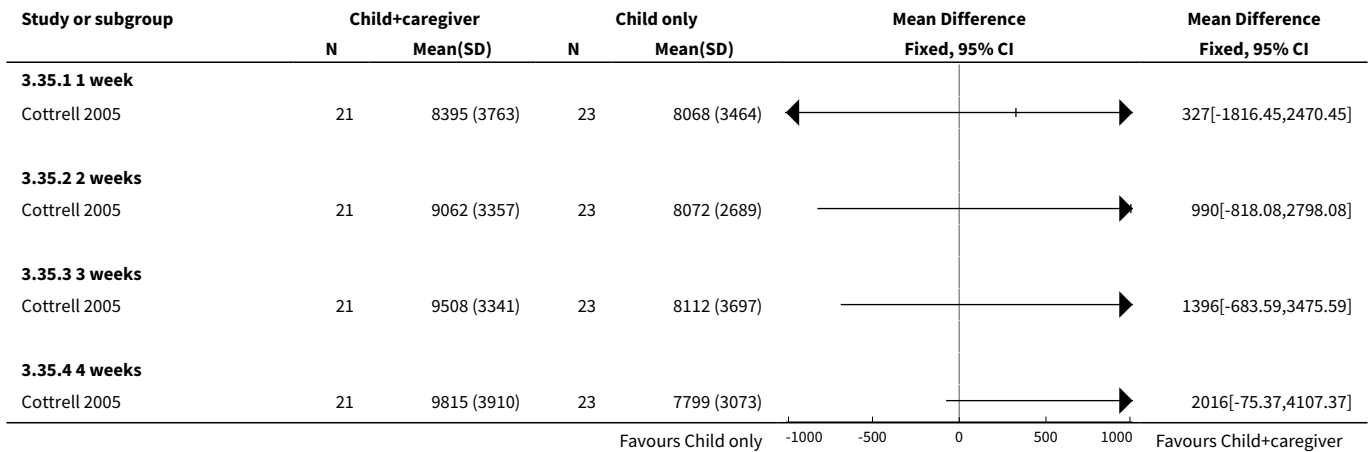 Study or subgroup Child+caregiver Child only Mean Difference Mean Difference
N Mean(SD) N Mean(SD) Fixed, 95% CI Fixed, 95% CI
3.35.1 1 week
Cottrell 2005 21 8395 (3763) 23 8068 (3464) 327[-1816.45,2470.45]
3.35.2 2 weeks
Cottrell 2005 21 9062 (3357) 23 8072 (2689) 990[-818.08,2798.08]
3.35.3 3 weeks
Cottrell 2005 21 9508 (3341) 23 8112 (3697) 1396[-683.59,3475.59]
3.35.4 4 weeks
Cottrell 2005 21 9815 (3910) 23 7799 (3073) 2016[-75.37,4107.37]
Favours Child only -1000 -500 0 500 1000 Favours Child+caregiver